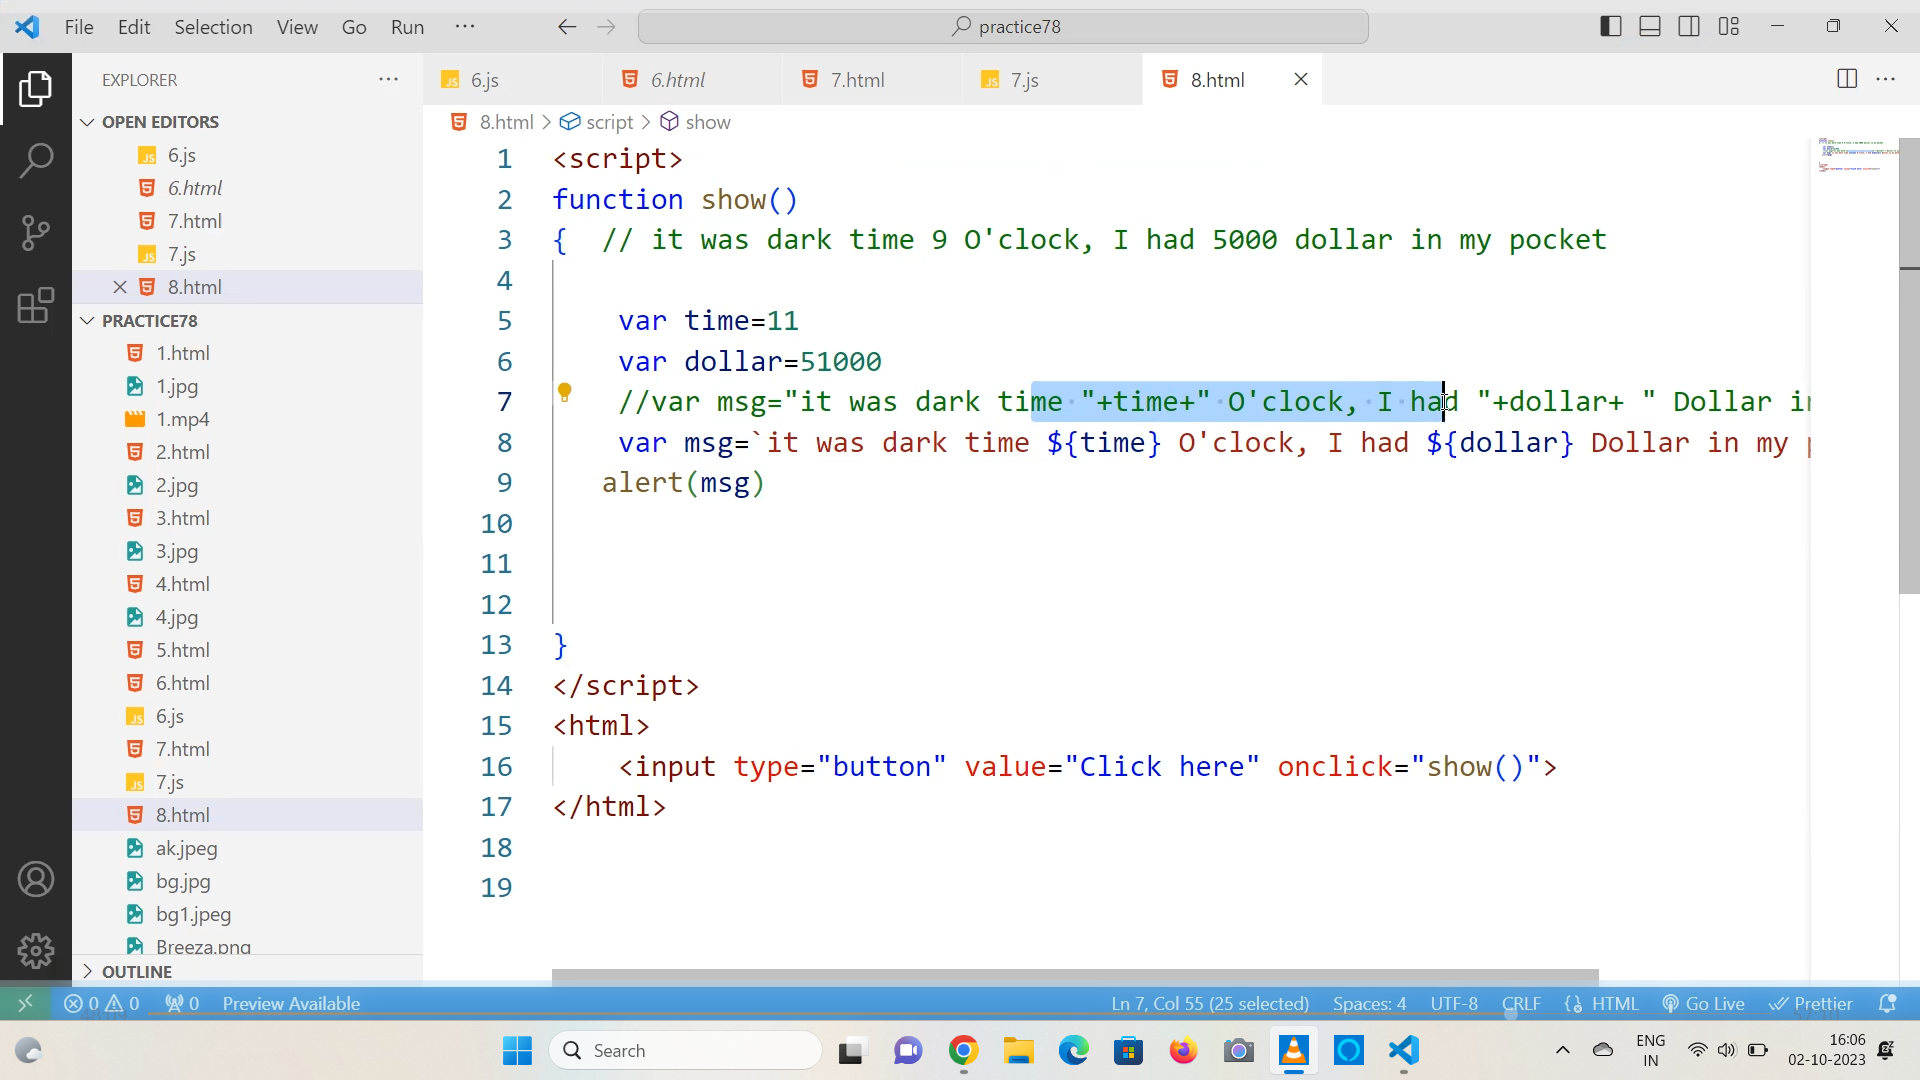 File Edit Selection View Go Run ··· practice78
EXPLORER ···
OPEN EDITORS
6.js
6.html
7.html
7.js
8.html
PRACTICE78
1.html
1.jpg
1.mp4
2.html
2.jpg
3.html
3.jpg
4.html
4.jpg
5.html
6.html
6.js
7.html
7.js
8.html
ak.jpeg
bg.jpg
bg1.jpeg
Breeza.png
OUTLINE
6.js 6.html 7.html 7.js 8.html
8.html > script > show
1 <script>
2 function show()
3 { // it was dark time 9 O'clock, I had 5000 dollar in my pocket
4
5 var time=11
6 var dollar=51000
7 //var msg="it was dark time "+time+" O'clock, I had "+dollar+ " Dollar in
8 var msg=`it was dark time ${time} O'clock, I had ${dollar} Dollar in my
9 alert(msg)
10
11
12
13 }
14 </script>
15 <html>
16 <input type="button" value="Click here" onclick="show()">
17 </html>
18
19
0 0 0 Preview Available Ln 7, Col 55 (25 selected) Spaces: 4 UTF-8 CRLF {} HTML Go Live Prettier
Search ENG IN 16:06 02-10-2023